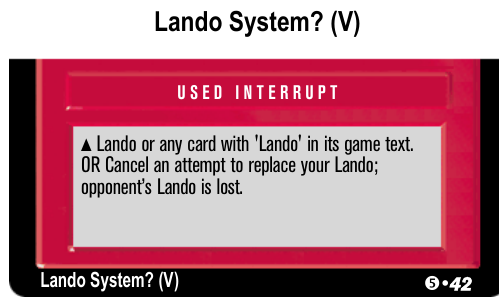 Lando System? (V)
USED INTERRUPT
▲ Lando or any card with 'Lando' in its game text.
OR Cancel an attempt to replace your Lando;
opponent's Lando is lost.
Lando System? (V)
❺•42